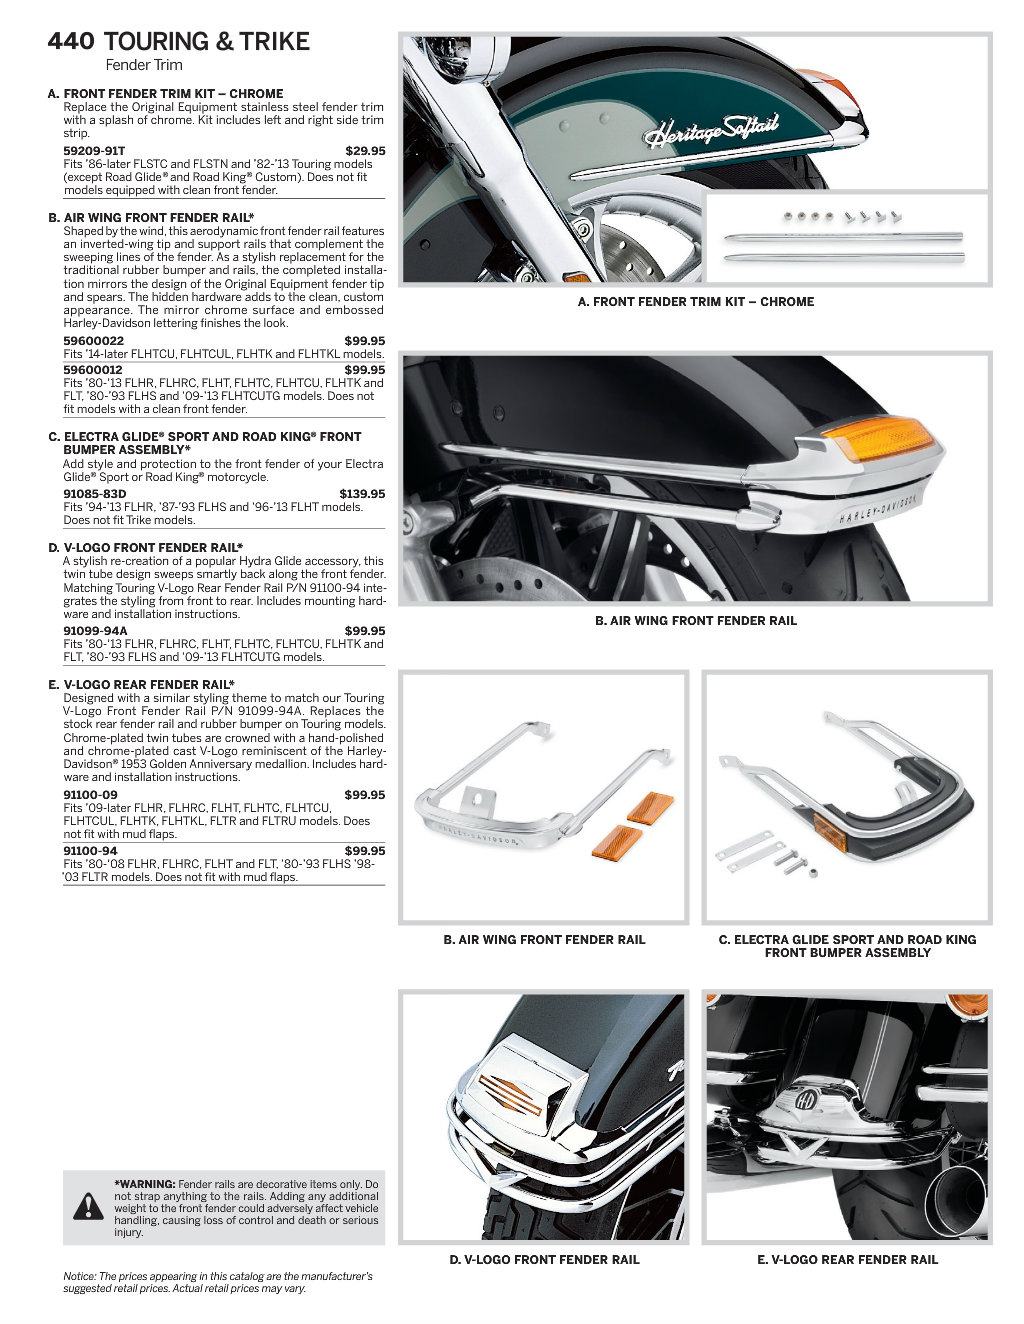 440 TOURING & TRIKE
Fender Trim
A. FRONT FENDER TRIM KIT – CHROME
Replace the Original Equipment stainless steel fender trim
with a splash of chrome. Kit includes left and right side trim
strip.
59209-91T $29.95
Fits ’86-later FLSTC and FLSTN and ’82-’13 Touring models
(except Road Glide® and Road King® Custom). Does not fit
models equipped with clean front fender.
B. AIR WING FRONT FENDER RAIL*
Shaped by the wind, this aerodynamic front fender rail features
an inverted-wing tip and support rails that complement the
sweeping lines of the fender. As a stylish replacement for the
traditional rubber bumper and rails, the completed installa-
tion mirrors the design of the Original Equipment fender tip
and spears. The hidden hardware adds to the clean, custom
appearance. The mirror chrome surface and embossed
Harley-Davidson lettering finishes the look.
59600022 $99.95
Fits ’14-later FLHTCU, FLHTCUL, FLHTK and FLHTKL models.
59600012 $99.95
Fits ’80-’13 FLHR, FLHRC, FLHT, FLHTC, FLHTCU, FLHTK and
FLT, ’80-’93 FLHS and ’09-’13 FLHTCUTG models. Does not
fit models with a clean front fender.
C. ELECTRA GLIDE® SPORT AND ROAD KING® FRONT
BUMPER ASSEMBLY*
Add style and protection to the front fender of your Electra
Glide® Sport or Road King® motorcycle.
91085-83D $139.95
Fits ’94-’13 FLHR, ’87-’93 FLHS and ’96-’13 FLHT models.
Does not fit Trike models.
D. V-LOGO FRONT FENDER RAIL*
A stylish re-creation of a popular Hydra Glide accessory, this
twin tube design sweeps smartly back along the front fender.
Matching Touring V-Logo Rear Fender Rail P/N 91100-94 inte-
grates the styling from front to rear. Includes mounting hard-
ware and installation instructions.
91099-94A $99.95
Fits ’80-’13 FLHR, FLHRC, FLHT, FLHTC, FLHTCU, FLHTK and
FLT, ’80-’93 FLHS and ’09-’13 FLHTCUTG models.
E. V-LOGO REAR FENDER RAIL*
Designed with a similar styling theme to match our Touring
V-Logo Front Fender Rail P/N 91099-94A. Replaces the
stock rear fender rail and rubber bumper on Touring models.
Chrome-plated twin tubes are crowned with a hand-polished
and chrome-plated cast V-Logo reminiscent of the Harley-
Davidson® 1953 Golden Anniversary medallion. Includes hard-
ware and installation instructions.
91100-09 $99.95
Fits ’09-later FLHR, FLHRC, FLHT, FLHTC, FLHTCU,
FLHTCUL, FLHTK, FLHTKL, FLTR and FLTRU models. Does
not fit with mud flaps.
91100-94 $99.95
Fits ’80-’08 FLHR, FLHRC, FLHT and FLT, ’80-’93 FLHS ’98-
’03 FLTR models. Does not fit with mud flaps.
*WARNING: Fender rails are decorative items only. Do
not strap anything to the rails. Adding any additional
weight to the front fender could adversely affect vehicle
handling, causing loss of control and death or serious
injury.
Notice: The prices appearing in this catalog are the manufacturer’s
suggested retail prices. Actual retail prices may vary.
Heritage Softail
A. FRONT FENDER TRIM KIT – CHROME
HARLEY-DAVIDSON
B. AIR WING FRONT FENDER RAIL
HARLEY-DAVIDSON
B. AIR WING FRONT FENDER RAIL
C. ELECTRA GLIDE SPORT AND ROAD KING
FRONT BUMPER ASSEMBLY
D. V-LOGO FRONT FENDER RAIL
H-D
E. V-LOGO REAR FENDER RAIL